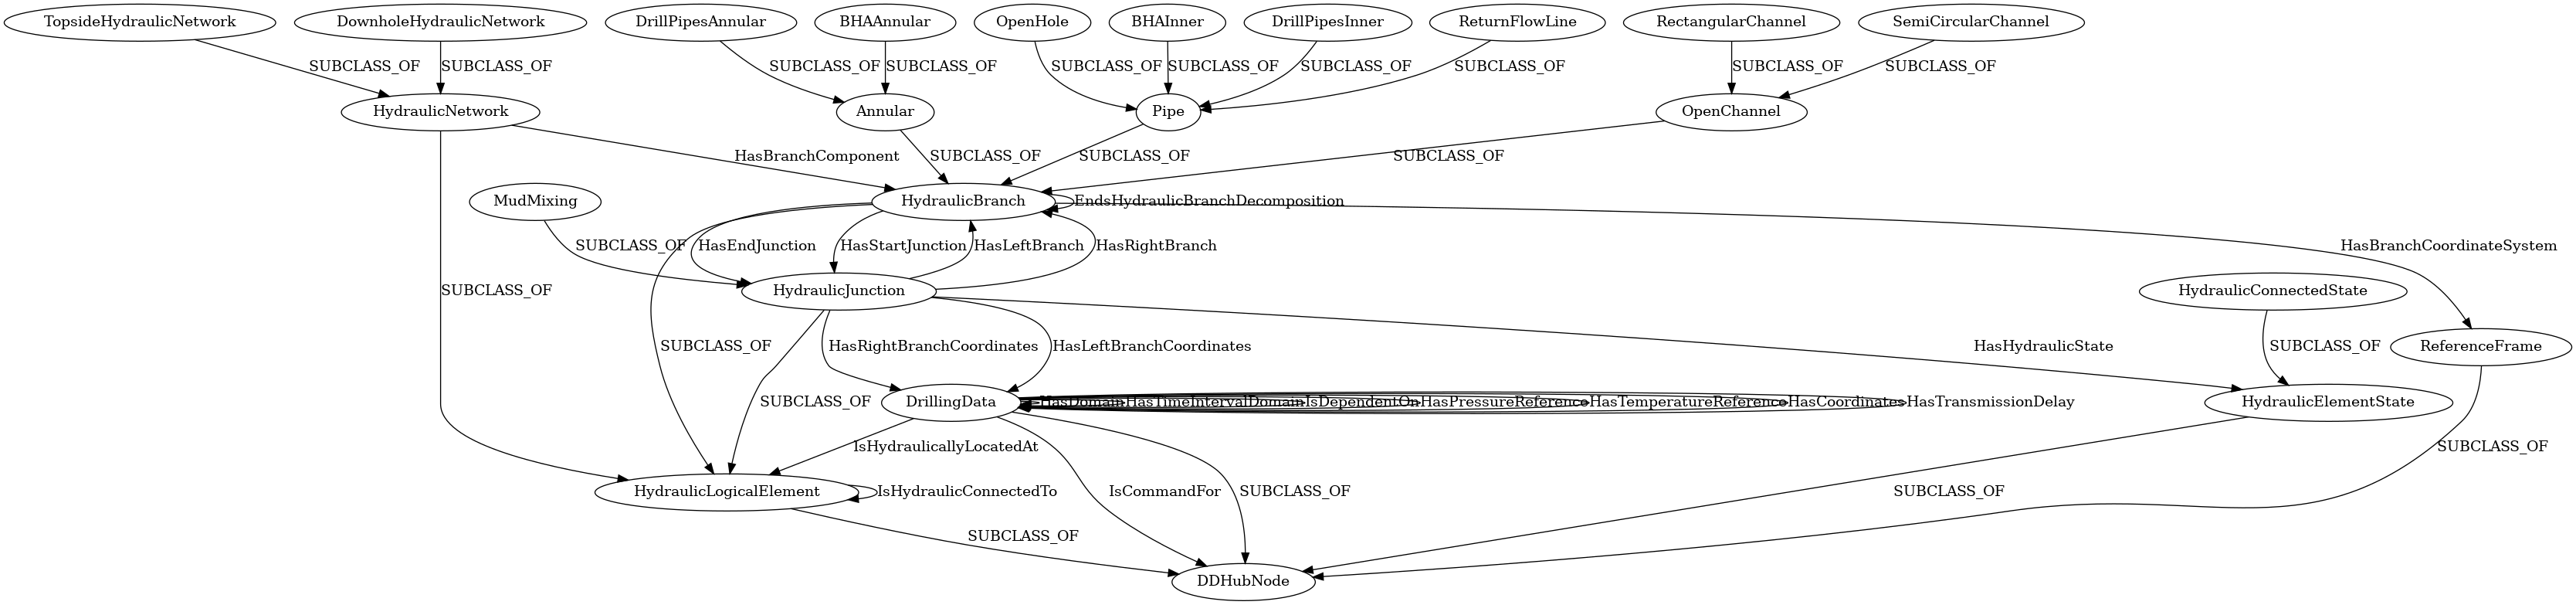 TopsideHydraulicNetwork DownholeHydraulicNetwork DrillPipesAnnular BHAAnnular OpenHole BHAInner DrillPipesInner ReturnFlowLine RectangularChannel SemiCircularChannel
SUBCLASS_OF SUBCLASS_OF SUBCLASS_OF SUBCLASS_OF SUBCLASS_OF SUBCLASS_OF SUBCLASS_OF SUBCLASS_OF SUBCLASS_OF SUBCLASS_OF
HydraulicNetwork Annular Pipe OpenChannel
HasBranchComponent SUBCLASS_OF SUBCLASS_OF SUBCLASS_OF
MudMixing HydraulicBranch EndsHydraulicBranchDecomposition
SUBCLASS_OF HasEndJunction HasStartJunction HasLeftBranch HasRightBranch HasBranchCoordinateSystem
SUBCLASS_OF HydraulicJunction HydraulicConnectedState
SUBCLASS_OF HasRightBranchCoordinates HasLeftBranchCoordinates HasHydraulicState SUBCLASS_OF ReferenceFrame
SUBCLASS_OF DrillingData HasDomain HasTimeIntervalDomain IsDependentOn HasPressureReference HasTemperatureReference HasCoordinates HasTransmissionDelay HydraulicElementState
IsHydraulicallyLocatedAt SUBCLASS_OF
HydraulicLogicalElement IsHydraulicConnectedTo IsCommandFor SUBCLASS_OF SUBCLASS_OF
SUBCLASS_OF
DDHubNode